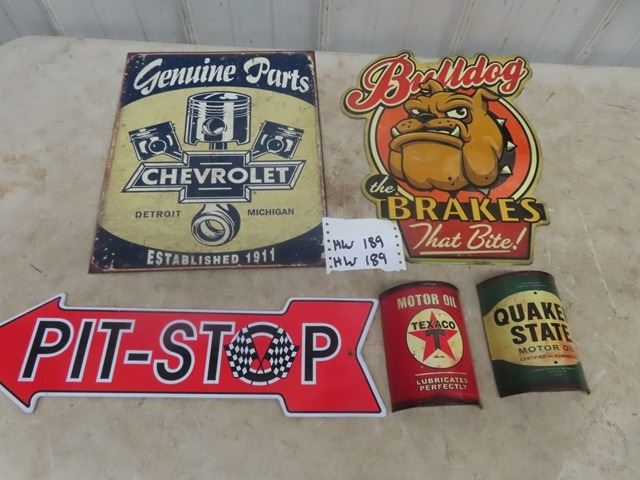 Genuine Parts
CHEVROLET
DETROIT MICHIGAN
ESTABLISHED 1911
Bulldog
the BRAKES
That Bite!
HW 189
HW 189
PIT-STOP
MOTOR OIL
TEXACO
T
LUBRICATES
PERFECTLY
QUAKER
STATE
MOTOR OIL
CERTIFIED